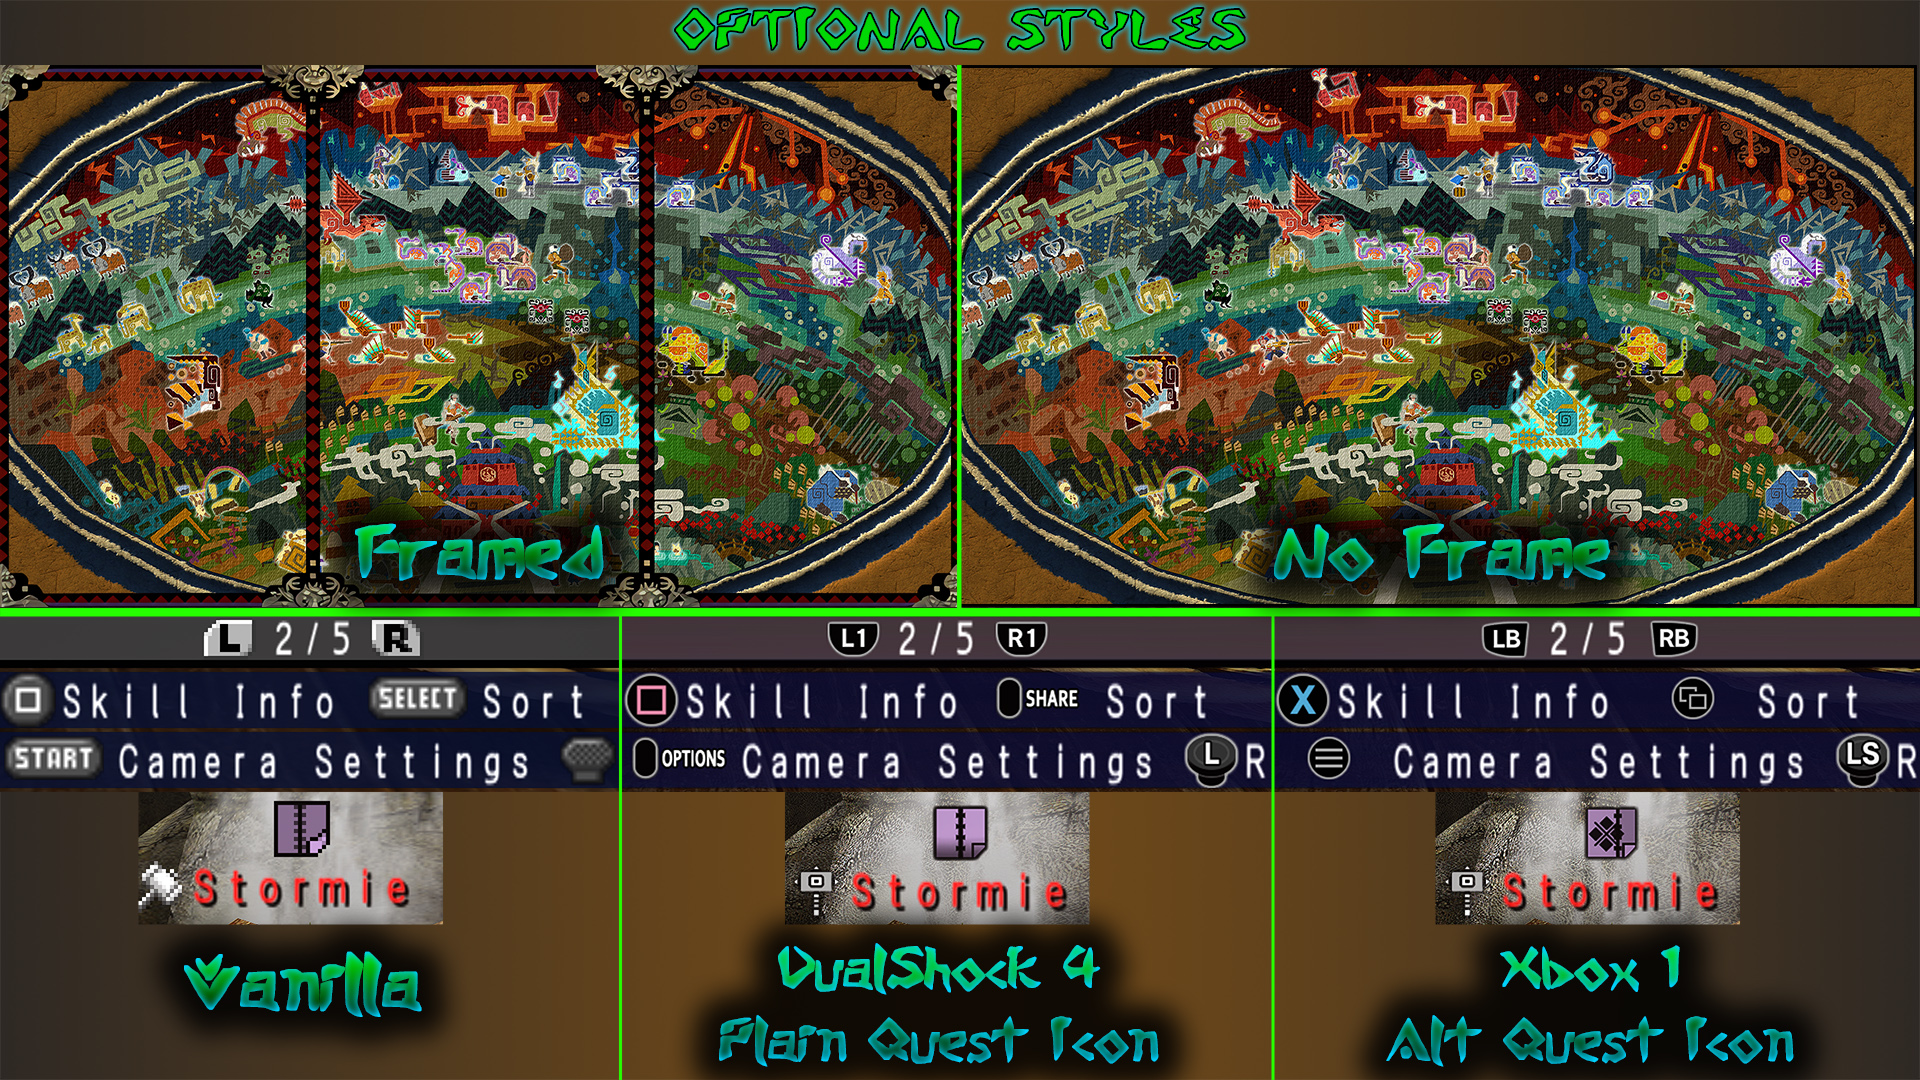 OPTIONAL STYLES
Framed
No Frame
L 2/5 R
Skill Info SELECT Sort
START Camera Settings
Stormie
Vanilla
L1 2/5 R1
Skill Info SHARE Sort
OPTIONS Camera Settings L R
Stormie
DualShock 4
Plain Quest Icon
LB 2/5 RB
X Skill Info Sort
Camera Settings LS R
Stormie
Xbox 1
Alt Quest Icon